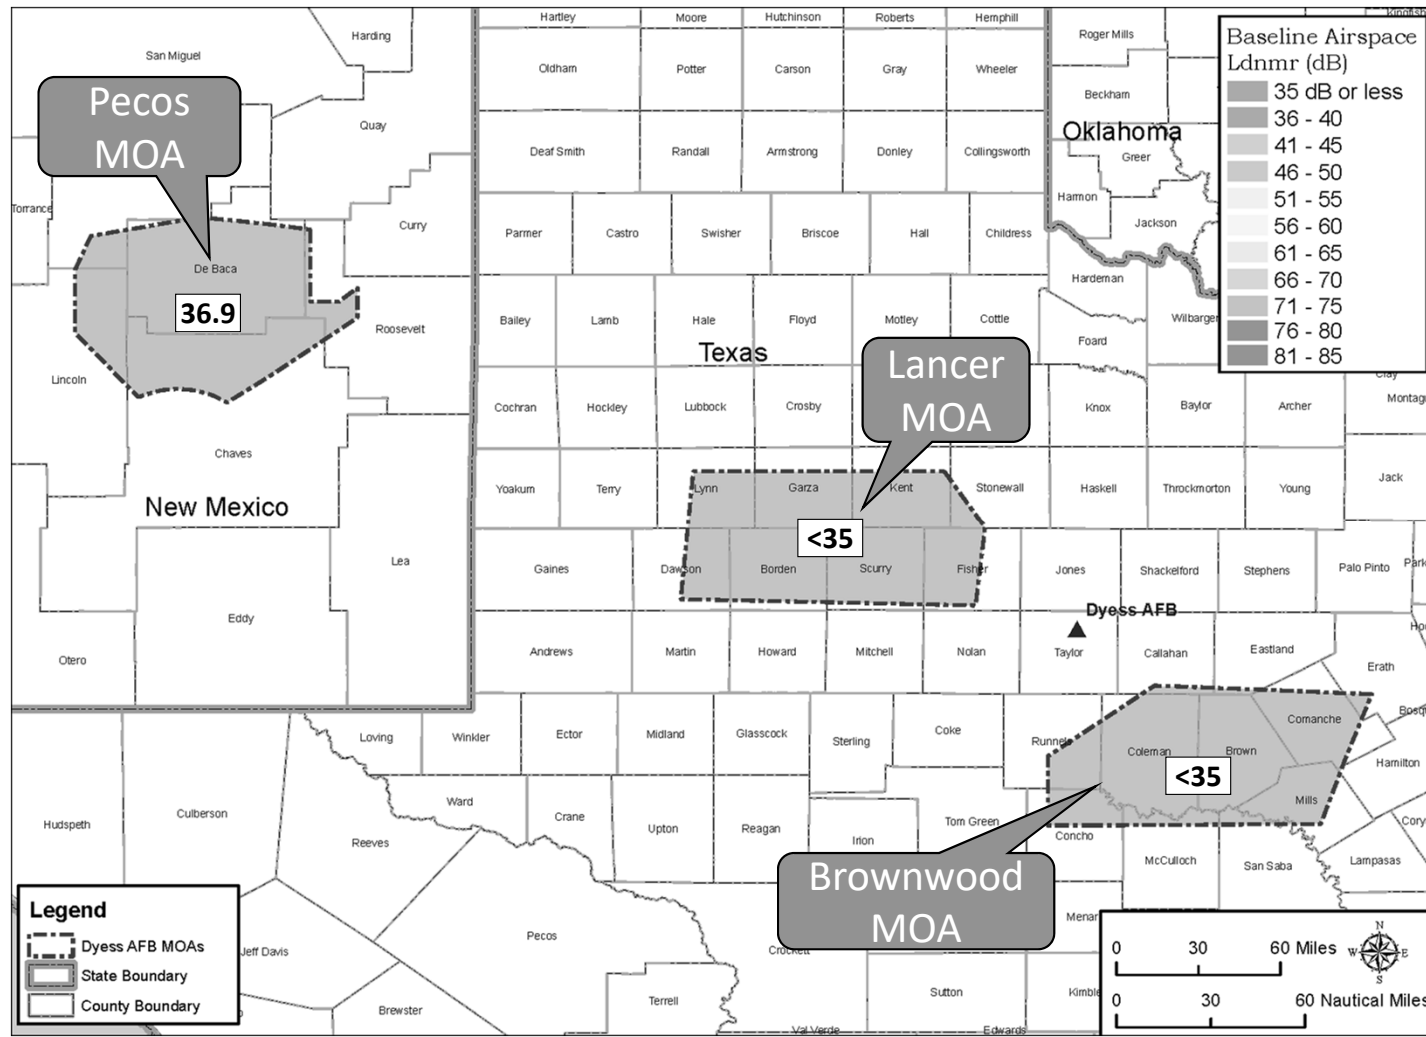 Hartley
Moore
Hutchinson
Roberts
Hemphill
Kingfish
Harding
San Miguel
Roger Mills
Baseline Airspace
Ldnmr (dB)
35 dB or less
36 - 40
41 - 45
46 - 50
51 - 55
56 - 60
61 - 65
66 - 70
71 - 75
76 - 80
81 - 85
Oldham
Potter
Carson
Gray
Wheeler
Beckham
Pecos
MOA
Quay
Oklahoma
Deaf Smith
Randall
Armstrong
Donley
Collingsworth
Greer
Harmon
Torrance
Curry
Parmer
Castro
Swisher
Briscoe
Hall
Childress
Jackson
De Baca
36.9
Hardeman
Roosevelt
Bailey
Lamb
Hale
Floyd
Motley
Cottle
Wilbarger
Foard
Texas
Lancer
MOA
Lincoln
Clay
Montag
Cochran
Hockley
Lubbock
Crosby
Knox
Baylor
Archer
Chaves
New Mexico
Yoakum
Terry
Lynn
Garza
Kent
Stonewall
Haskell
Throckmorton
Young
Jack
<35
Lea
Gaines
Dawson
Borden
Scurry
Fisher
Jones
Shackelford
Stephens
Palo Pinto
Park
Dyess AFB
Eddy
Otero
Andrews
Martin
Howard
Mitchell
Nolan
Taylor
Callahan
Eastland
Hoo
Erath
Loving
Winkler
Ector
Midland
Glasscock
Sterling
Coke
Runnels
Coleman
Brown
Comanche
Bosq
<35
Hamilton
Mills
Hudspeth
Culberson
Reeves
Ward
Crane
Upton
Reagan
Irion
Tom Green
Concho
McCulloch
San Saba
Lampasas
Cory
Brownwood
MOA
Menar
Legend
Dyess AFB MOAs
State Boundary
County Boundary
Jeff Davis
Pecos
Crockett
Brewster
Terrell
Sutton
Kimble
Val Verde
Edwards
0 30 60 Miles
0 30 60 Nautical Miles
N
W E
S